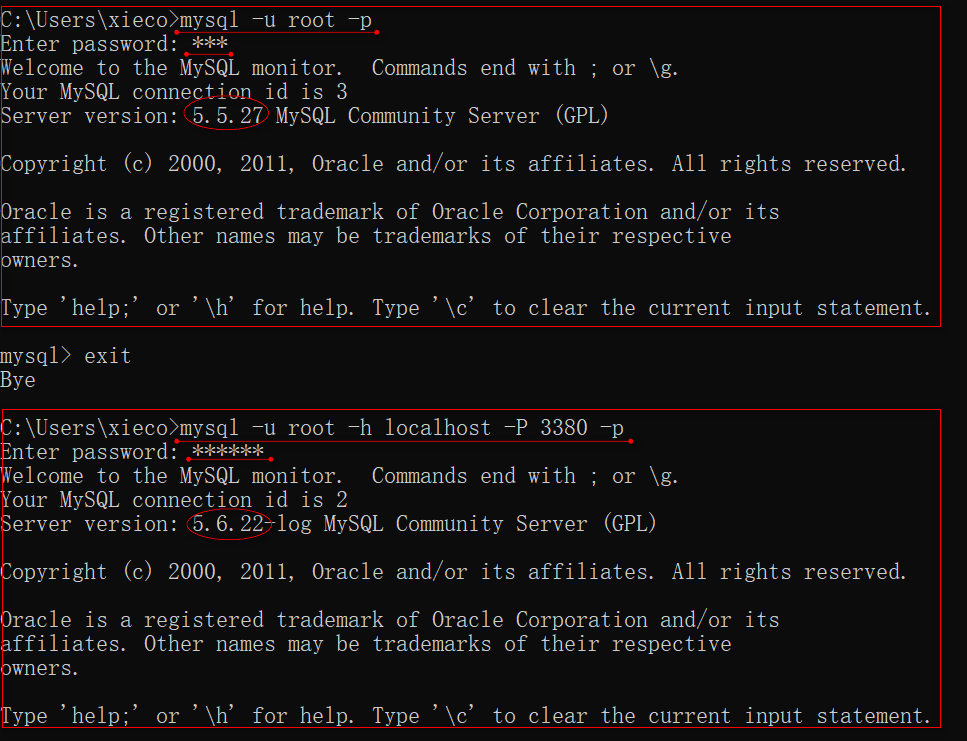 C:\Users\xieco>mysql -u root -p
Enter password: ***
Welcome to the MySQL monitor.  Commands end with ; or \g.
Your MySQL connection id is 3
Server version: 5.5.27 MySQL Community Server (GPL)
Copyright (c) 2000, 2011, Oracle and/or its affiliates. All rights reserved.
Oracle is a registered trademark of Oracle Corporation and/or its
affiliates. Other names may be trademarks of their respective
owners.
Type 'help;' or '\h' for help. Type '\c' to clear the current input statement.
mysql> exit
Bye
C:\Users\xieco>mysql -u root -h localhost -P 3380 -p
Enter password: ******
Welcome to the MySQL monitor.  Commands end with ; or \g.
Your MySQL connection id is 2
Server version: 5.6.22-log MySQL Community Server (GPL)
Copyright (c) 2000, 2011, Oracle and/or its affiliates. All rights reserved.
Oracle is a registered trademark of Oracle Corporation and/or its
affiliates. Other names may be trademarks of their respective
owners.
Type 'help;' or '\h' for help. Type '\c' to clear the current input statement.